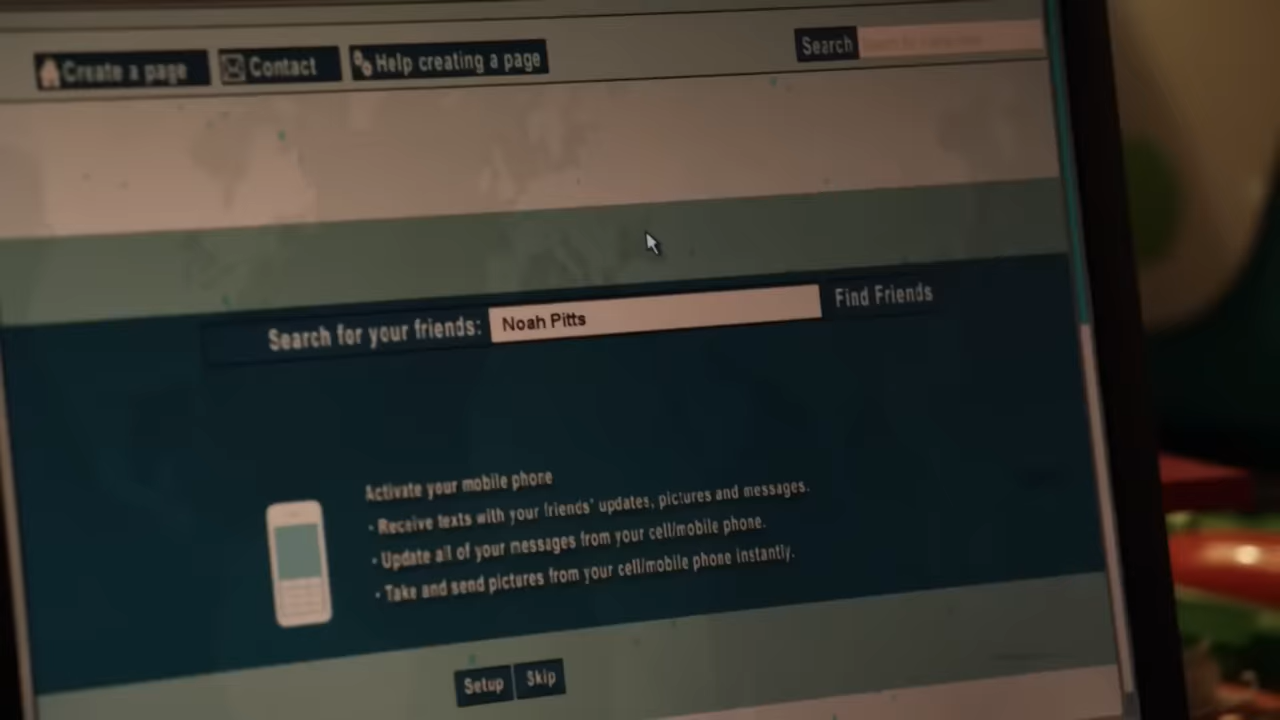 Create a page
Contact
Help creating a page
Search
Search for your friends: Noah Pitts Find Friends
Activate your mobile phone
- Receive texts with your friends' updates, pictures and messages.
- Update all of your messages from your cell/mobile phone.
- Take and send pictures from your cell/mobile phone instantly.
Setup
Skip